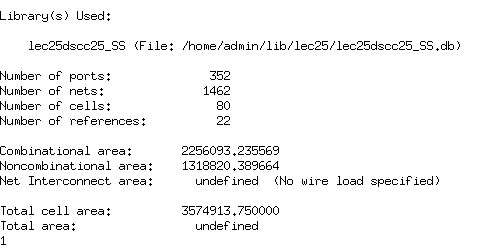 Library(s) Used:
lec25dscc25_SS (File: /home/admin/lib/lec25/lec25dscc25_SS.db)
Number of ports: 352
Number of nets: 1462
Number of cells: 80
Number of references: 22
Combinational area: 2256093.235569
Noncombinational area: 1318820.389664
Net Interconnect area: undefined (No wire load specified)
Total cell area: 3574913.750000
Total area: undefined
1